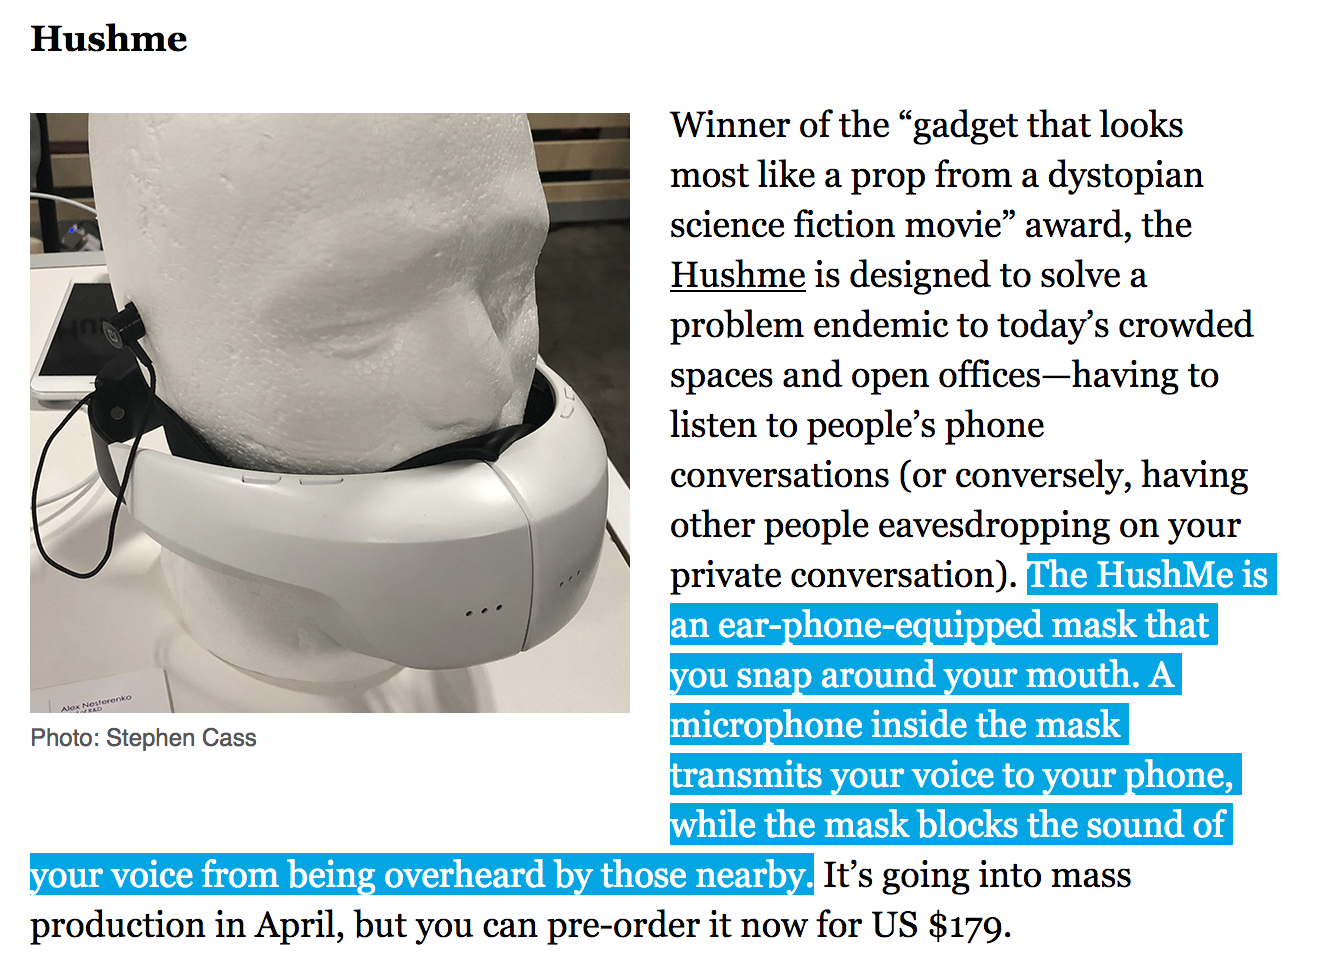 Hushme
Winner of the “gadget that looks
most like a prop from a dystopian
science fiction movie” award, the
Hushme is designed to solve a
problem endemic to today’s crowded
spaces and open offices—having to
listen to people’s phone
conversations (or conversely, having
other people eavesdropping on your
private conversation). The HushMe is
an ear-phone-equipped mask that
you snap around your mouth. A
microphone inside the mask
transmits your voice to your phone,
while the mask blocks the sound of
your voice from being overheard by those nearby. It’s going into mass
production in April, but you can pre-order it now for US $179.
Alex Nesterenko
of R&D
Photo: Stephen Cass